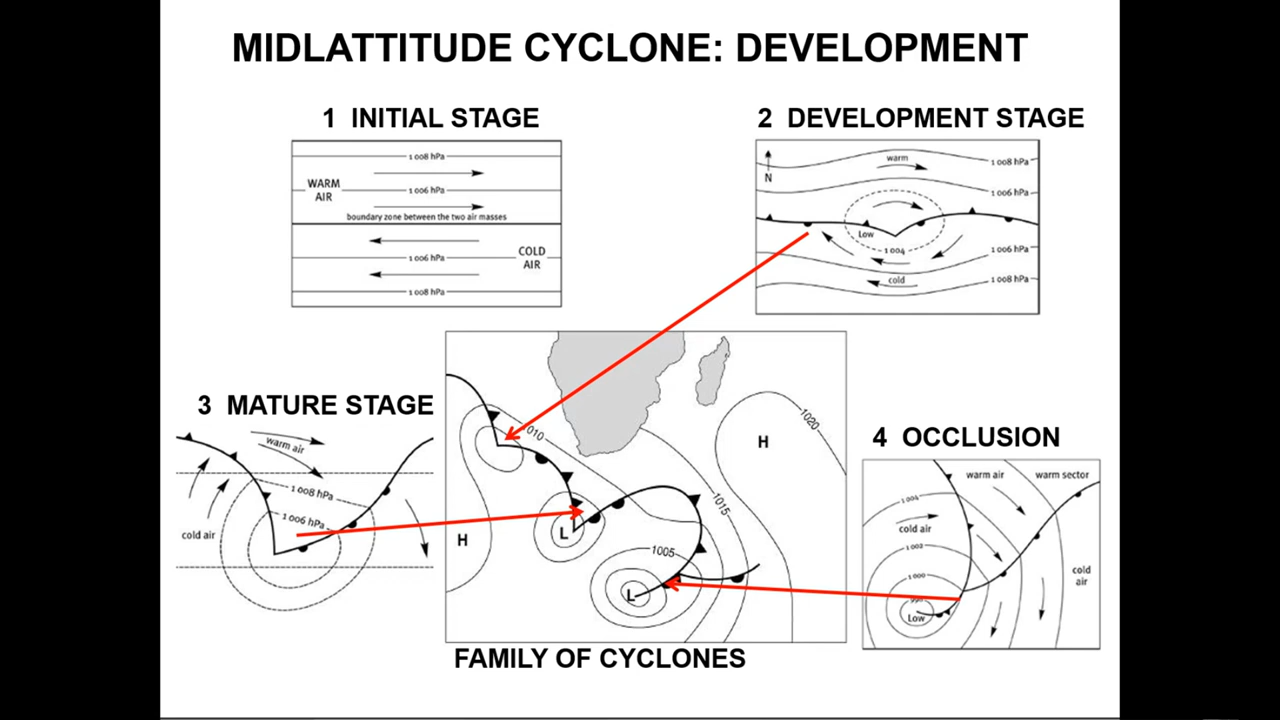 MIDLATTITUDE CYCLONE: DEVELOPMENT
1 INITIAL STAGE
1 008 hPa
WARM
AIR
1 006 hPa
boundary zone between the two air masses
COLD
AIR
1 006 hPa
1 008 hPa
2 DEVELOPMENT STAGE
N
warm
1 008 hPa
1 006 hPa
Low
1 004
1 006 hPa
cold
1 008 hPa
3 MATURE STAGE
warm air
1 008 hPa
1 006 hPa
cold air
1010
1020
H
1015
L
H
1005
L
FAMILY OF CYCLONES
4 OCCLUSION
warm air
warm sector
1 004
cold air
1 002
1 000
cold
air
Low